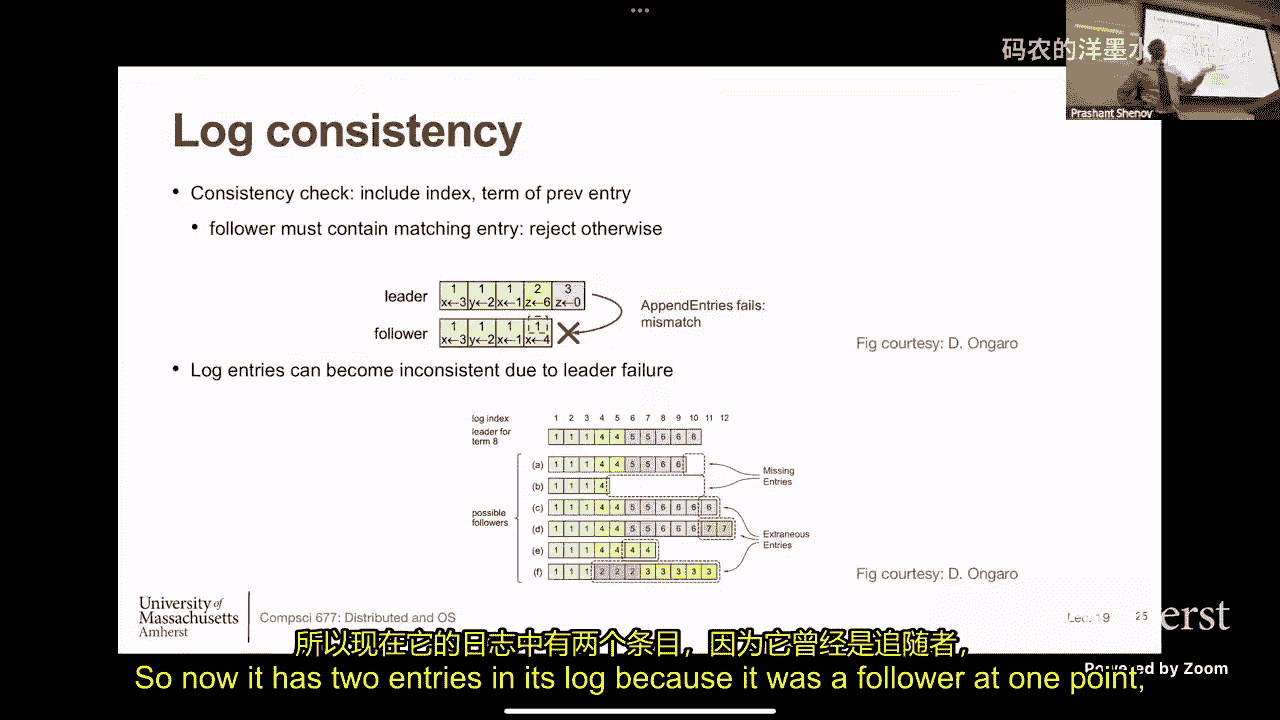 码农的洋墨水
Prashant Shenoy
Log consistency
• Consistency check: include index, term of prev entry
• follower must contain matching entry: reject otherwise
leader
1 1 1 2 3
x←3 y←2 x←1 z←6 z←0
follower
1 1 1 1
x←3 y←2 x←1 x←4
AppendEntries fails:
mismatch
Fig courtesy: D. Ongaro
• Log entries can become inconsistent due to leader failure
log index 1 2 3 4 5 6 7 8 9 10 11 12
leader for
term 8
1 1 1 4 4 5 5 6 6 6
possible
followers
(a) 1 1 1 4 4 5 5 6 6
(b) 1 1 1 4
(c) 1 1 1 4 4 5 5 6 6 6 6
(d) 1 1 1 4 4 5 5 6 6 6 7 7
(e) 1 1 1 4 4 4 4
(f) 1 1 1 2 2 2 3 3 3 3 3
Missing
Entries
Extraneous
Entries
Fig courtesy: D. Ongaro
University of
Massachusetts
Amherst
Compsci 677: Distributed and OS
Lec. 19
25
erst
所以现在它的日志中有两个条目，因为它曾经是追随者，
So now it has two entries in its log because it was a follower at one point,
Powered by Zoom